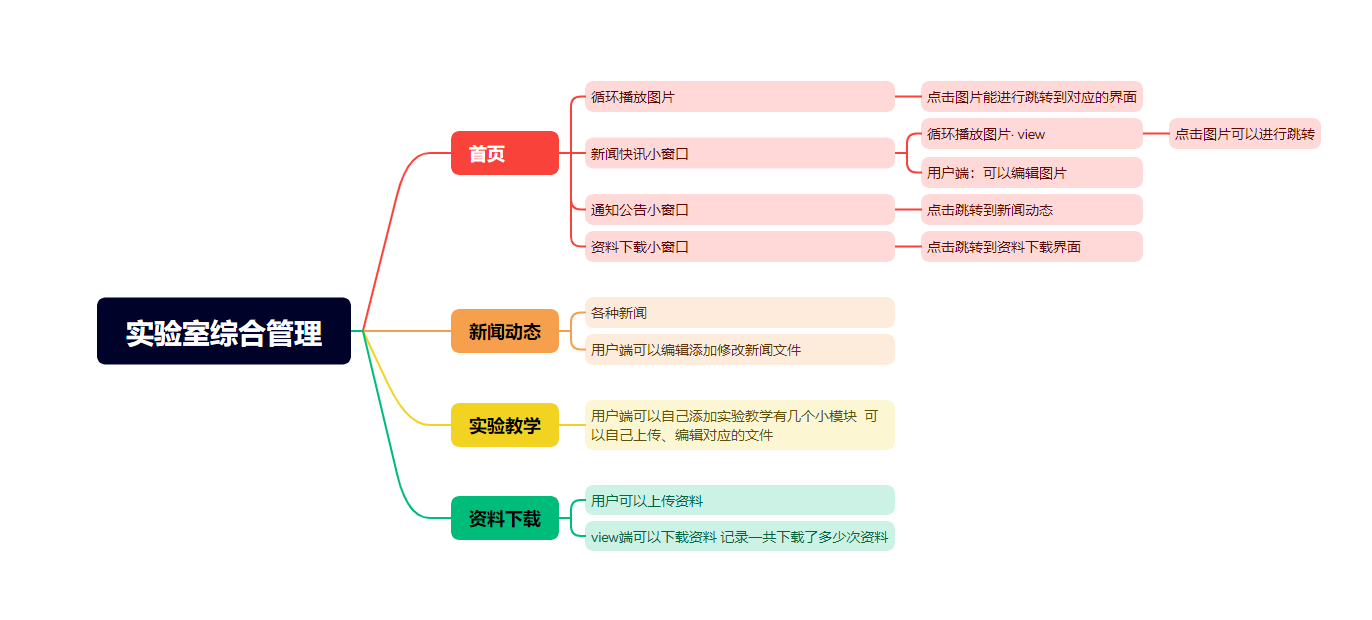 实验室综合管理
首页
循环播放图片
点击图片能进行跳转到对应的界面
新闻快讯小窗口
循环播放图片· view
点击图片可以进行跳转
用户端：可以编辑图片
通知公告小窗口
点击跳转到新闻动态
资料下载小窗口
点击跳转到资料下载界面
新闻动态
各种新闻
用户端可以编辑添加修改新闻文件
实验教学
用户端可以自己添加实验教学有几个小模块 可
以自己上传、编辑对应的文件
资料下载
用户可以上传资料
view端可以下载资料 记录一共下载了多少次资料